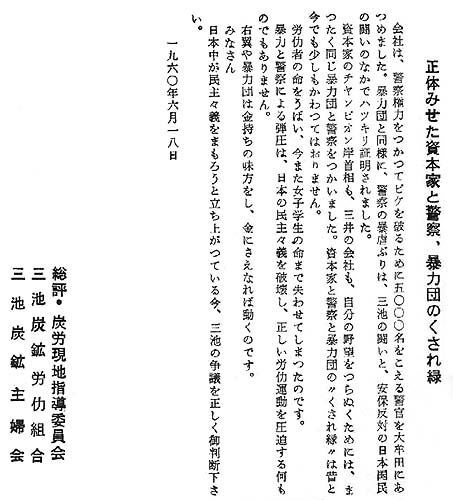 正体みせた資本家と警察、暴力団のくされ縁
会社は、警察権力をつかつてピケを破るために五〇〇〇名をこえる警官を大牟田にあ
つめました。暴力団と同様に、警察の暴虐ぶりは、三池の闘いと、安保反対の日本国民
の闘いのなかでハツキリ証明されました。
資本家のチヤンピオン岸首相も、三井の会社も、自分の野望をつらぬくためには、ま
つたく同じ暴力団と警察をつかいました。資本家と警察と暴力団の〃くされ縁〃は昔と
今でも少しもかわつてはおりません。
労仂者の命をうばい、今また女子学生の命まで失わせてしまつたのです。
暴力と警察による弾圧は、日本の民主々義を破壊し、正しい労仂運動を圧迫する何も
のでもありません。
右翼や暴力団は金持ちの味方をし、金にさえなれば動くのです。
みなさん
日本中が民主々義をまもろうと立ち上がつている今、三池の争議を正しく御判断下さ
い。
一九六〇年六月一八日
総評・炭労現地指導委員会
三池炭鉱労仂組合
三池炭鉱主婦会